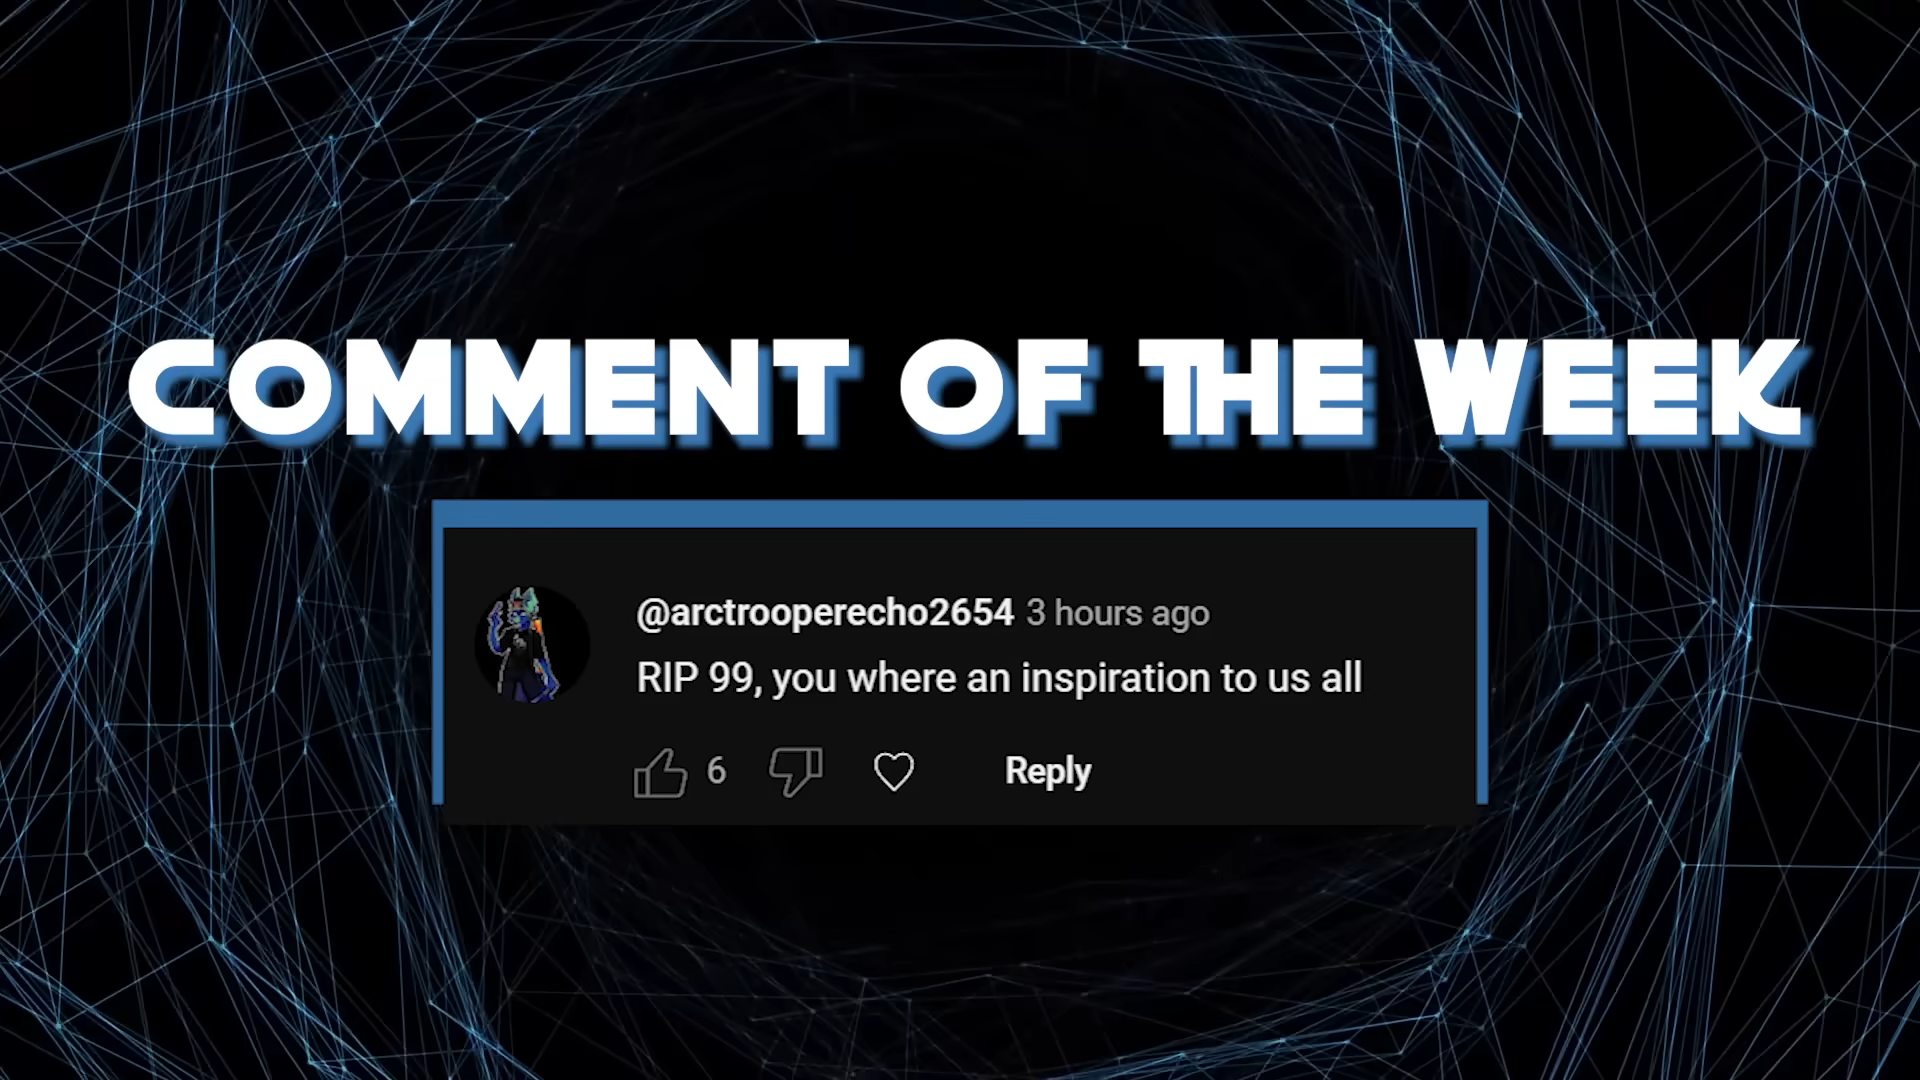 COMMENT OF THE WEEK
@arctrooperecho2654 3 hours ago
RIP 99, you where an inspiration to us all
6 Reply